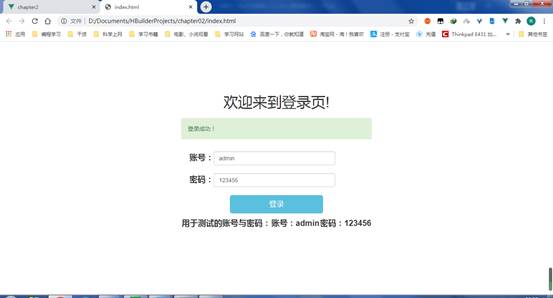 chapter2
index.html
文件 | D:/Documents/HBuilderProjects/chapter02/index.html
应用 编程学习 干货 科学上网 学习书籍 电影、小说观看 学习网站 百度一下，你就知道 淘宝网 - 淘！我喜欢 注册 - 支付宝 充值 Thinkpad E431 拉... 其他书签
欢迎来到登录页!
登录成功！
账号： admin
密码： 123456
登录
用于测试的账号与密码：账号：admin密码：123456